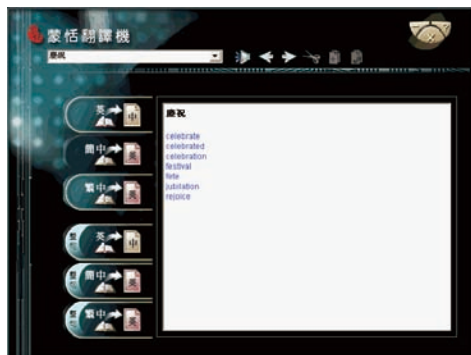 蒙恬翻譯機
慶祝
英 中
簡中 英
繁中 英
英 中
簡中 英
繁中 英
慶祝
celebrate
celebrated
celebration
festival
fete
jubilation
rejoice